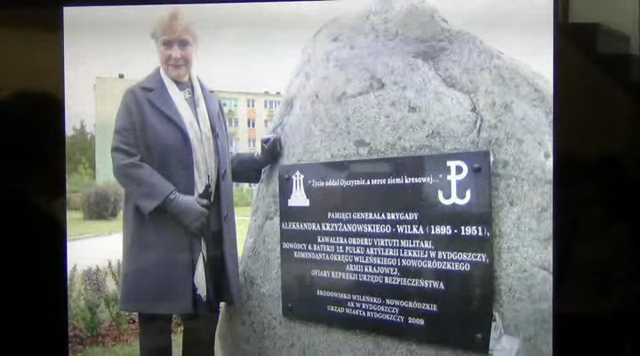 "Życie oddał Ojczyźnie, a serce ziemi kresowej..."
PAMIĘCI GENERAŁA BRYGADY
ALEKSANDRA KRZYŻANOWSKIEGO - WILKA (1895 - 1951),
KAWALERA ORDERU VIRTUTI MILITARI,
DOWÓDCY 6. BATERII 15. PUŁKU ARTYLERII LEKKIEJ W BYDGOSZCZY,
KOMENDANTA OKRĘGU WILEŃSKIEGO I NOWOGRÓDZKIEGO
ARMII KRAJOWEJ,
OFIARY REPRESJI URZĘDU BEZPIECZEŃSTWA
ŚRODOWISKO WILEŃSKO - NOWOGRÓDZKIE
AK W BYDGOSZCZY
URZĄD MIASTA BYDGOSZCZY 2009